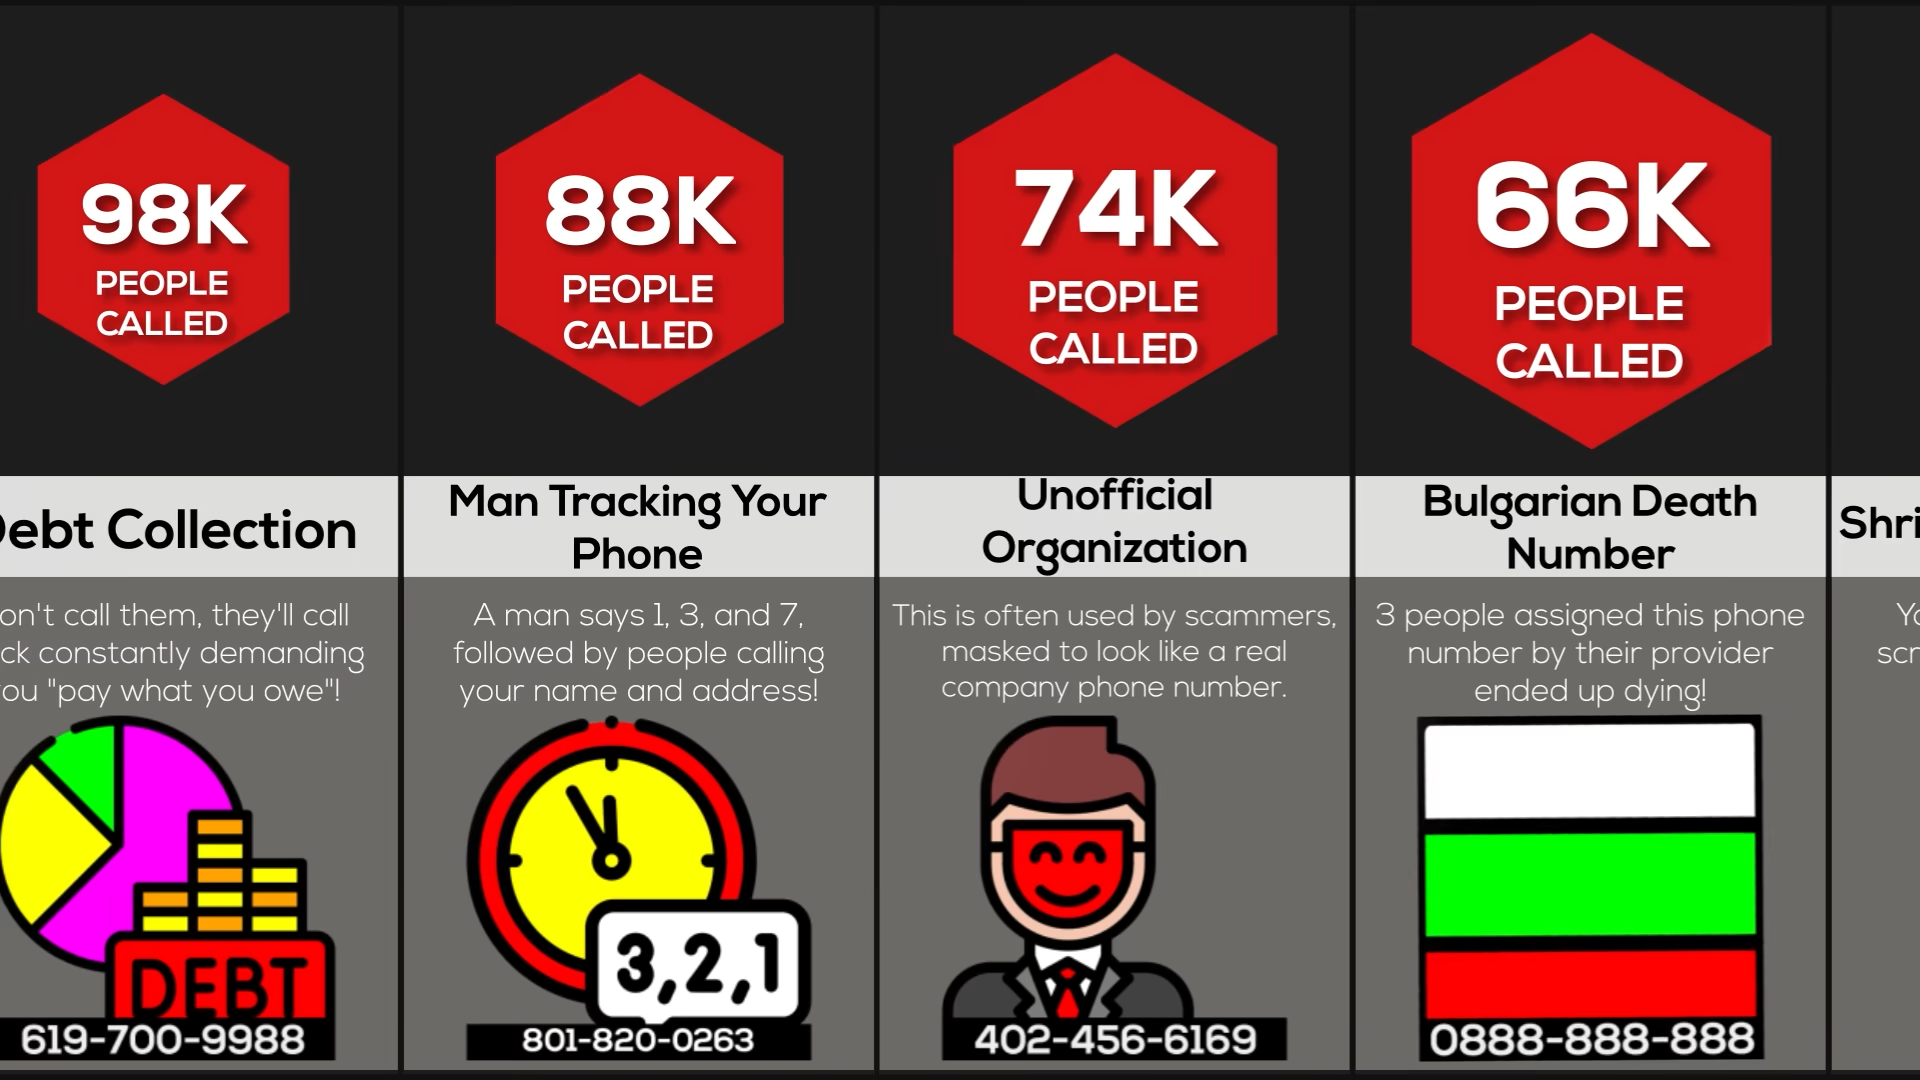 98K
PEOPLE
CALLED
Debt Collection
on't call them, they'll call
ck constantly demanding
ou "pay what you owe"!
DEBT
619-700-9988
88K
PEOPLE
CALLED
Man Tracking Your
Phone
A man says 1, 3, and 7,
followed by people calling
your name and address!
3,2,1
801-820-0263
74K
PEOPLE
CALLED
Unofficial
Organization
This is often used by scammers,
masked to look like a real
company phone number.
402-456-6169
66K
PEOPLE
CALLED
Bulgarian Death
Number
3 people assigned this phone
number by their provider
ended up dying!
0888-888-888
Shri
Yo
scr